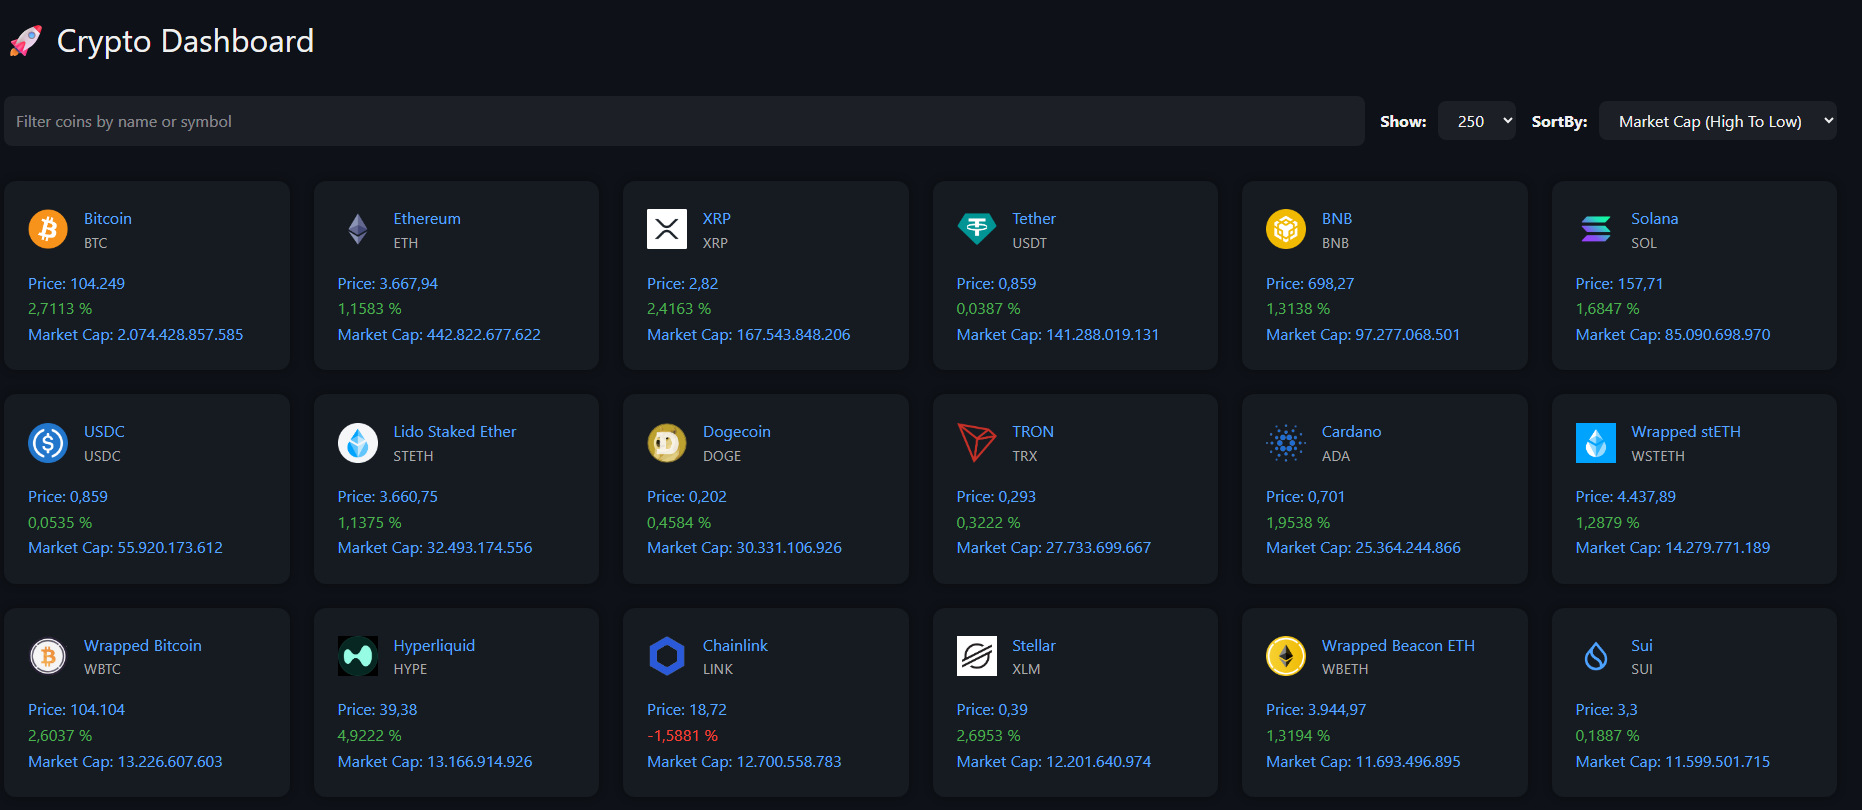 🚀 Crypto Dashboard
Filter coins by name or symbol
Show: 250 SortBy: Market Cap (High To Low)
Bitcoin
BTC
Price: 104.249
2,7113 %
Market Cap: 2.074.428.857.585
Ethereum
ETH
Price: 3.667,94
1,1583 %
Market Cap: 442.822.677.622
XRP
XRP
Price: 2,82
2,4163 %
Market Cap: 167.543.848.206
Tether
USDT
Price: 0,859
0,0387 %
Market Cap: 141.288.019.131
BNB
BNB
Price: 698,27
1,3138 %
Market Cap: 97.277.068.501
Solana
SOL
Price: 157,71
1,6847 %
Market Cap: 85.090.698.970
USDC
USDC
Price: 0,859
0,0535 %
Market Cap: 55.920.173.612
Lido Staked Ether
STETH
Price: 3.660,75
1,1375 %
Market Cap: 32.493.174.556
Dogecoin
DOGE
Price: 0,202
0,4584 %
Market Cap: 30.331.106.926
TRON
TRX
Price: 0,293
0,3222 %
Market Cap: 27.733.699.667
Cardano
ADA
Price: 0,701
1,9538 %
Market Cap: 25.364.244.866
Wrapped stETH
WSTETH
Price: 4.437,89
1,2879 %
Market Cap: 14.279.771.189
Wrapped Bitcoin
WBTC
Price: 104.104
2,6037 %
Market Cap: 13.226.607.603
Hyperliquid
HYPE
Price: 39,38
4,9222 %
Market Cap: 13.166.914.926
Chainlink
LINK
Price: 18,72
-1,5881 %
Market Cap: 12.700.558.783
Stellar
XLM
Price: 0,39
2,6953 %
Market Cap: 12.201.640.974
Wrapped Beacon ETH
WBETH
Price: 3.944,97
1,3194 %
Market Cap: 11.693.496.895
Sui
SUI
Price: 3,3
0,1887 %
Market Cap: 11.599.501.715